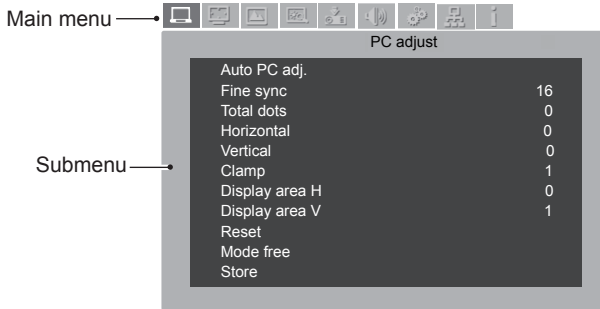 Main menu
PC adjust
Auto PC adj.
Fine sync 16
Total dots 0
Horizontal 0
Vertical 0
Submenu
Clamp 1
Display area H 0
Display area V 1
Reset
Mode free
Store